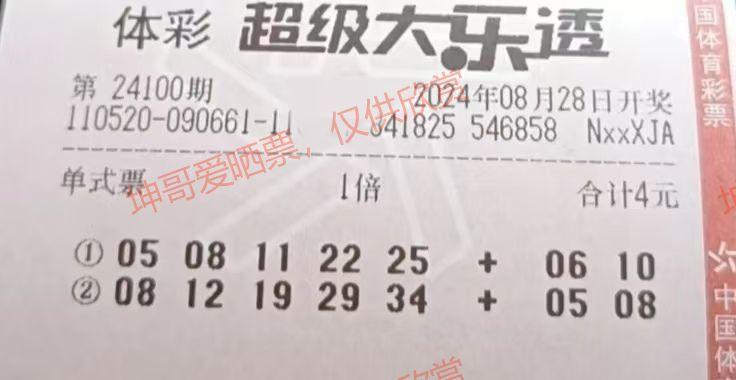 体彩 超级大乐透
第 24100期 2024年08月28日开奖
110520-090661-11 041825 546858 NxxXJA
单式票 1倍 合计4元
① 05 08 11 22 25 + 06 10
② 08 12 19 29 34 + 05 08
坤哥爱晒票，仅供欣赏
国体育彩票
中国体